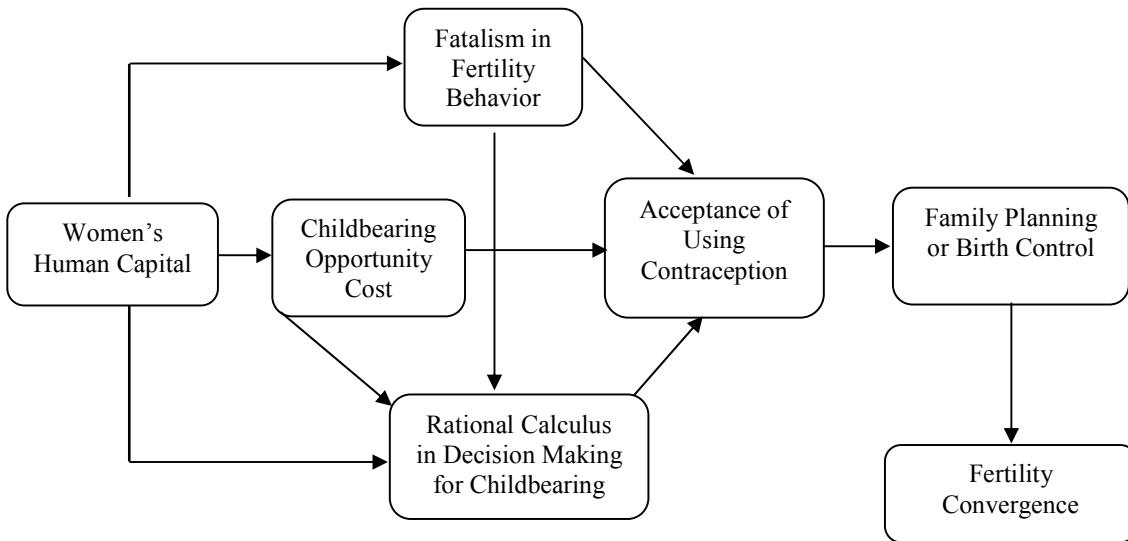 Fatalism in
Fertility
Behavior
Women’s
Human Capital
Childbearing
Opportunity
Cost
Acceptance of
Using
Contraception
Family Planning
or Birth Control
Rational Calculus
in Decision Making
for Childbearing
Fertility
Convergence